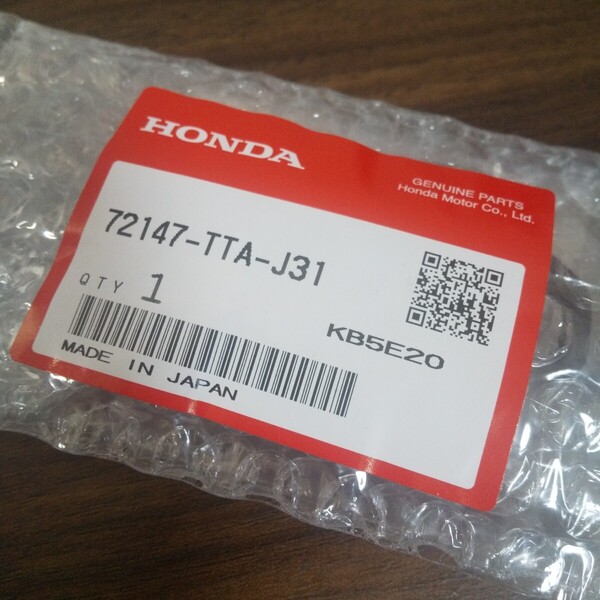 HONDA
GENUINE PARTS
Honda Motor Co., Ltd.
72147-TTA-J31
QTY 1
KB5E20
MADE IN JAPAN